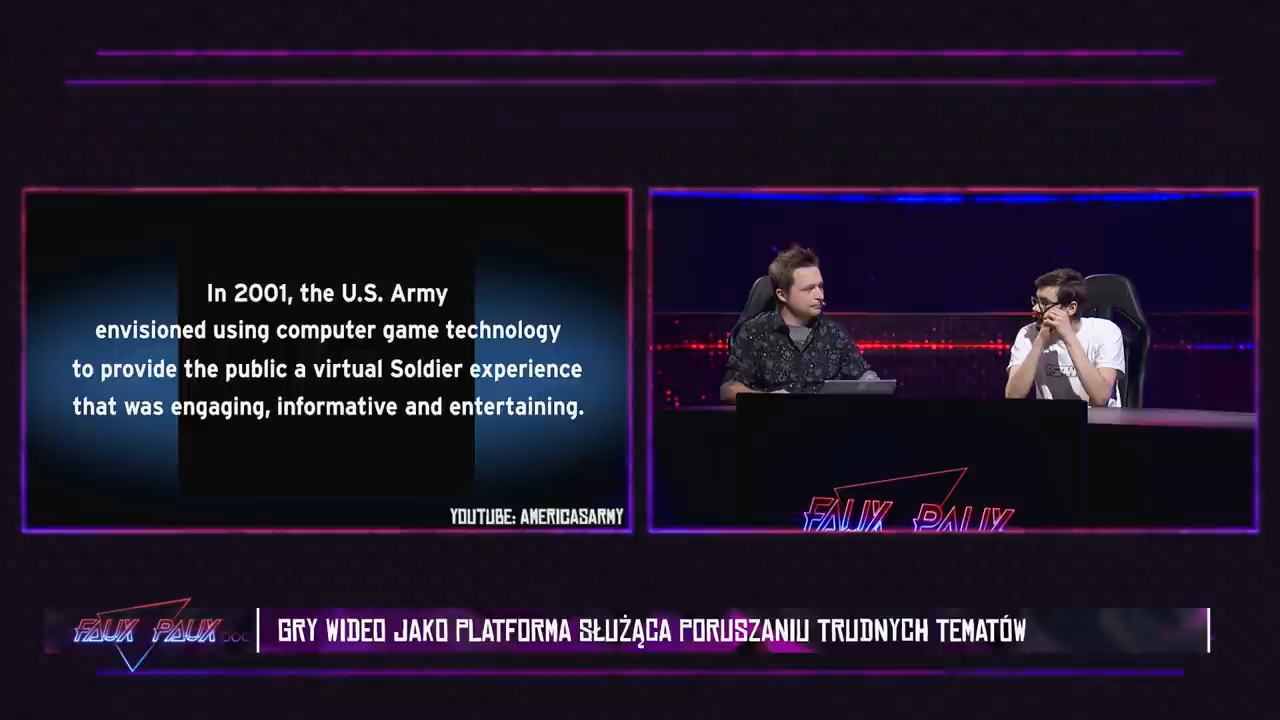 In 2001, the U.S. Army
envisioned using computer game technology
to provide the public a virtual Soldier experience
that was engaging, informative and entertaining.
YOUTUBE: AMERICASARMY
FAUX PAUX
FAUX PAUX
GRY WIDEO JAKO PLATFORMA SŁUŻĄCA PORUSZANIU TRUDNYCH TEMATÓW